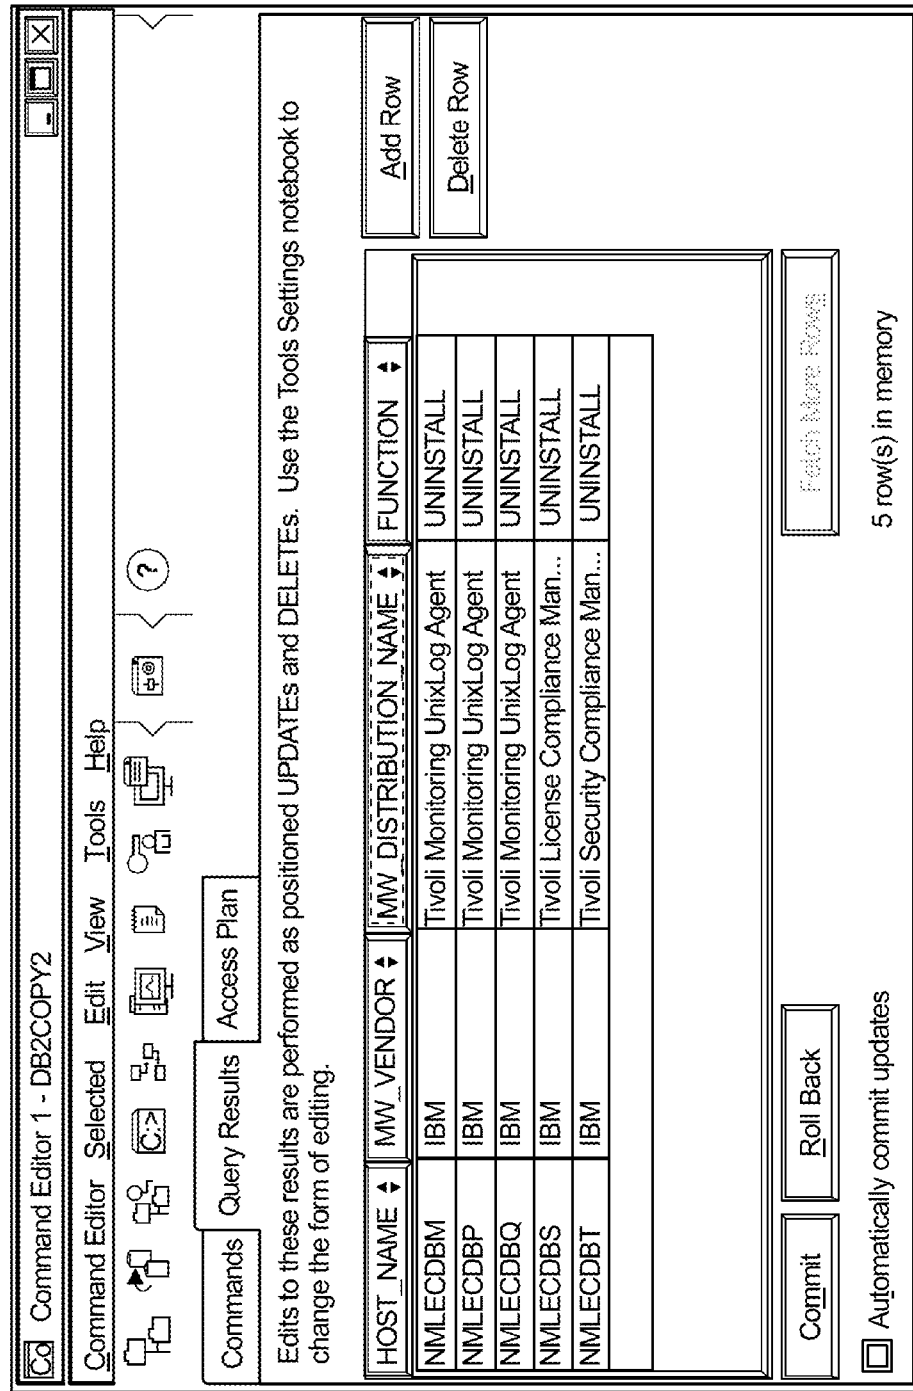 Co Command Editor 1 - DB2COPY2
Command Editor Selected Edit View Tools Help
C:> ?
Commands Query Results Access Plan
Edits to these results are performed as positioned UPDATEs and DELETEs. Use the Tools Settings notebook to
change the form of editing.
HOST_NAME MW_VENDOR MW_DISTRIBUTION_NAME FUNCTION
NMLECDBM IBM Tivoli Monitoring UnixLog Agent UNINSTALL
NMLECDBP IBM Tivoli Monitoring UnixLog Agent UNINSTALL
NMLECDBQ IBM Tivoli Monitoring UnixLog Agent UNINSTALL
NMLECDBS IBM Tivoli License Compliance Man... UNINSTALL
NMLECDBT IBM Tivoli Security Compliance Man... UNINSTALL
Add Row
Delete Row
Commit Roll Back Fetch More Rows
Automatically commit updates 5 row(s) in memory